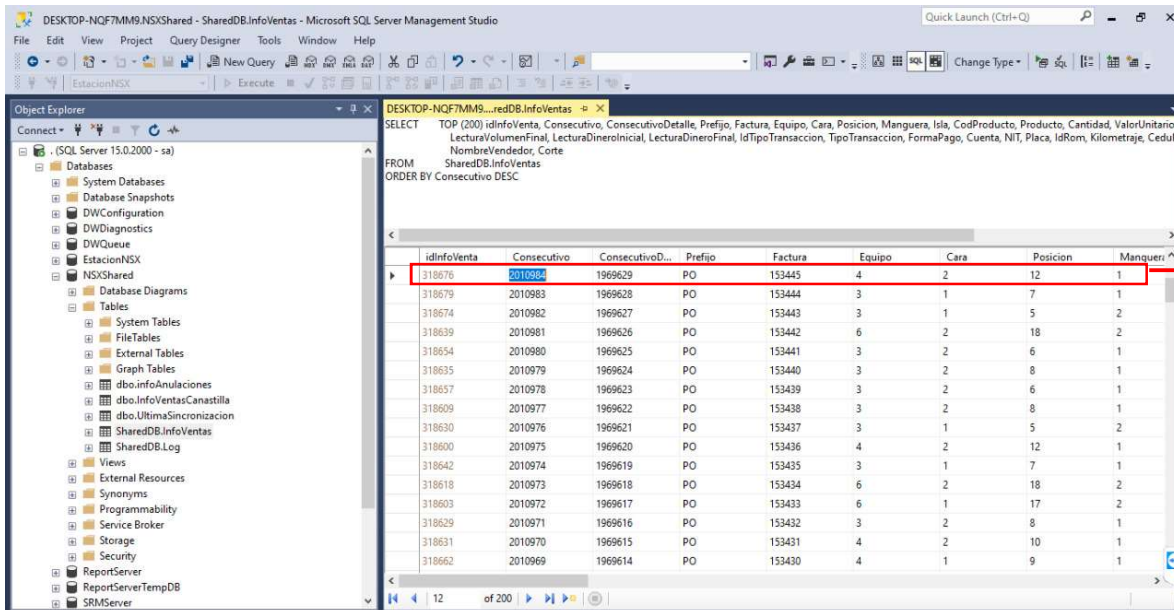 DESKTOP-NQF7MM9.NSXShared - SharedDB.InfoVentas - Microsoft SQL Server Management Studio
Quick Launch (Ctrl+Q)
File Edit View Project Query Designer Tools Window Help
New Query
Change Type
EstacionNSX
Execute
Object Explorer
Connect
. (SQL Server 15.0.2000 - sa)
Databases
System Databases
Database Snapshots
DWConfiguration
DWDiagnostics
DWQueue
EstacionNSX
NSXShared
Database Diagrams
Tables
System Tables
FileTables
External Tables
Graph Tables
dbo.infoAnulaciones
dbo.InfoVentasCanastilla
dbo.UltimaSincronizacion
SharedDB.InfoVentas
SharedDB.Log
Views
External Resources
Synonyms
Programmability
Service Broker
Storage
Security
ReportServer
ReportServerTempDB
SRMServer
DESKTOP-NQF7MM9....redDB.InfoVentas
SELECT TOP (200) idInfoVenta, Consecutivo, ConsecutivoDetalle, Prefijo, Factura, Equipo, Cara, Posicion, Manguera, Isla, CodProducto, Producto, Cantidad, ValorUnitario
LecturaVolumenFinal, LecturaDineroInicial, LecturaDineroFinal, IdTipoTransaccion, TipoTransaccion, FormaPago, Cuenta, NIT, Placa, IdRom, Kilometraje, Cedul
NombreVendedor, Corte
FROM SharedDB.InfoVentas
ORDER BY Consecutivo DESC
idInfoVenta Consecutivo ConsecutivoD... Prefijo Factura Equipo Cara Posicion Manguera
318676 2010984 1969629 PO 153445 4 2 12 1
318679 2010983 1969628 PO 153444 3 1 7 1
318674 2010982 1969627 PO 153443 3 1 5 2
318639 2010981 1969626 PO 153442 6 2 18 2
318654 2010980 1969625 PO 153441 3 2 6 1
318635 2010979 1969624 PO 153440 3 2 8 1
318657 2010978 1969623 PO 153439 3 2 6 1
318609 2010977 1969622 PO 153438 3 2 8 1
318630 2010976 1969621 PO 153437 3 1 5 2
318600 2010975 1969620 PO 153436 4 2 12 1
318642 2010974 1969619 PO 153435 3 1 7 1
318618 2010973 1969618 PO 153434 6 2 18 2
318603 2010972 1969617 PO 153433 6 1 17 2
318629 2010971 1969616 PO 153432 3 2 8 1
318631 2010970 1969615 PO 153431 4 2 10 1
318662 2010969 1969614 PO 153430 4 1 9 1
12 of 200